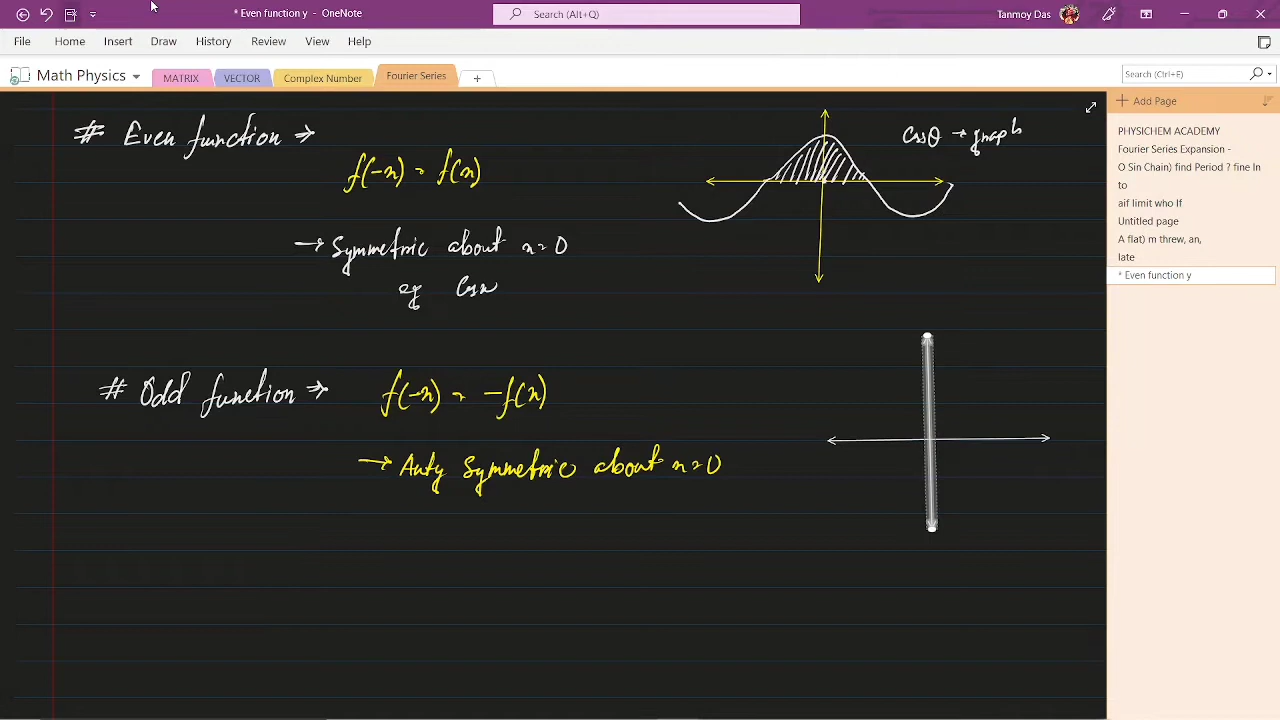 * Even function y - OneNote
Search (Alt+Q)
Tanmoy Das
File Home Insert Draw History Review View Help
Math Physics
MATRIX VECTOR Complex Number Fourier Series +
Search (Ctrl+E)
# Even function →
f(-x) = f(x)
→ Symmetric about x=0
eg Cosx
Cosθ → graph
# Odd function →
f(-x) = -f(x)
→ Anty Symmetric about x=0
Add Page
PHYSICHEM ACADEMY
Fourier Series Expansion -
O Sin Chain) find Period ? fine In
to
aif limit who If
Untitled page
A flat) m threw, an,
late
* Even function y